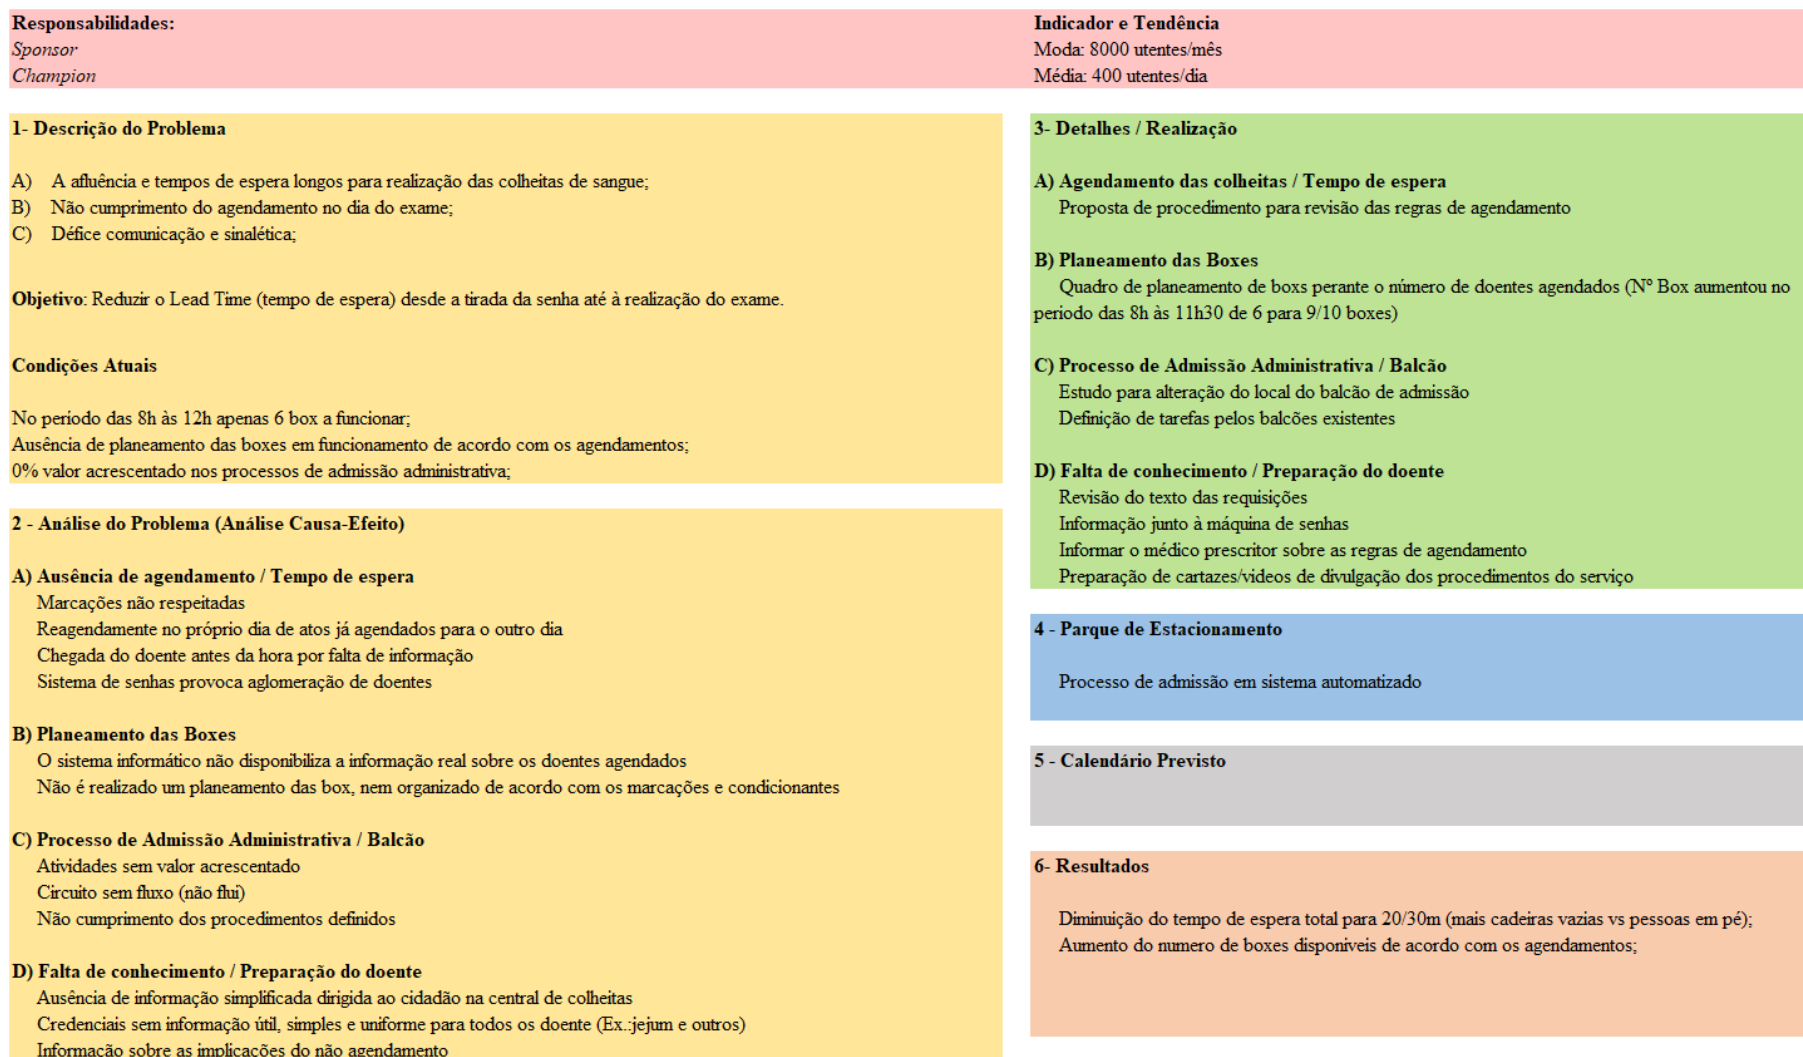 Responsabilidades:
Sponsor
Champion
Indicador e Tendência
Moda: 8000 utentes/mês
Média: 400 utentes/dia
1- Descrição do Problema
A) A afluência e tempos de espera longos para realização das colheitas de sangue;
B) Não cumprimento do agendamento no dia do exame;
C) Défice comunicação e sinalética;
Objetivo: Reduzir o Lead Time (tempo de espera) desde a tirada da senha até à realização do exame.
Condições Atuais
No período das 8h às 12h apenas 6 box a funcionar;
Ausência de planeamento das boxes em funcionamento de acordo com os agendamentos;
0% valor acrescentado nos processos de admissão administrativa;
2 - Análise do Problema (Análise Causa-Efeito)
A) Ausência de agendamento / Tempo de espera
Marcações não respeitadas
Reagendamente no próprio dia de atos já agendados para o outro dia
Chegada do doente antes da hora por falta de informação
Sistema de senhas provoca aglomeração de doentes
B) Planeamento das Boxes
O sistema informático não disponibiliza a informação real sobre os doentes agendados
Não é realizado um planeamento das box, nem organizado de acordo com os marcações e condicionantes
C) Processo de Admissão Administrativa / Balcão
Atividades sem valor acrescentado
Circuito sem fluxo (não flui)
Não cumprimento dos procedimentos definidos
D) Falta de conhecimento / Preparação do doente
Ausência de informação simplificada dirigida ao cidadão na central de colheitas
Credenciais sem informação útil, simples e uniforme para todos os doente (Ex.:jejum e outros)
Informação sobre as implicações do não agendamento
3- Detalhes / Realização
A) Agendamento das colheitas / Tempo de espera
Proposta de procedimento para revisão das regras de agendamento
B) Planeamento das Boxes
Quadro de planeamento de boxs perante o número de doentes agendados (Nº Box aumentou no
periodo das 8h às 11h30 de 6 para 9/10 boxes)
C) Processo de Admissão Administrativa / Balcão
Estudo para alteração do local do balcão de admissão
Definição de tarefas pelos balcões existentes
D) Falta de conhecimento / Preparação do doente
Revisão do texto das requisições
Informação junto à máquina de senhas
Informar o médico prescritor sobre as regras de agendamento
Preparação de cartazes/videos de divulgação dos procedimentos do serviço
4 - Parque de Estacionamento
Processo de admissão em sistema automatizado
5 - Calendário Previsto
6- Resultados
Diminuição do tempo de espera total para 20/30m (mais cadeiras vazias vs pessoas em pé);
Aumento do numero de boxes disponiveis de acordo com os agendamentos;